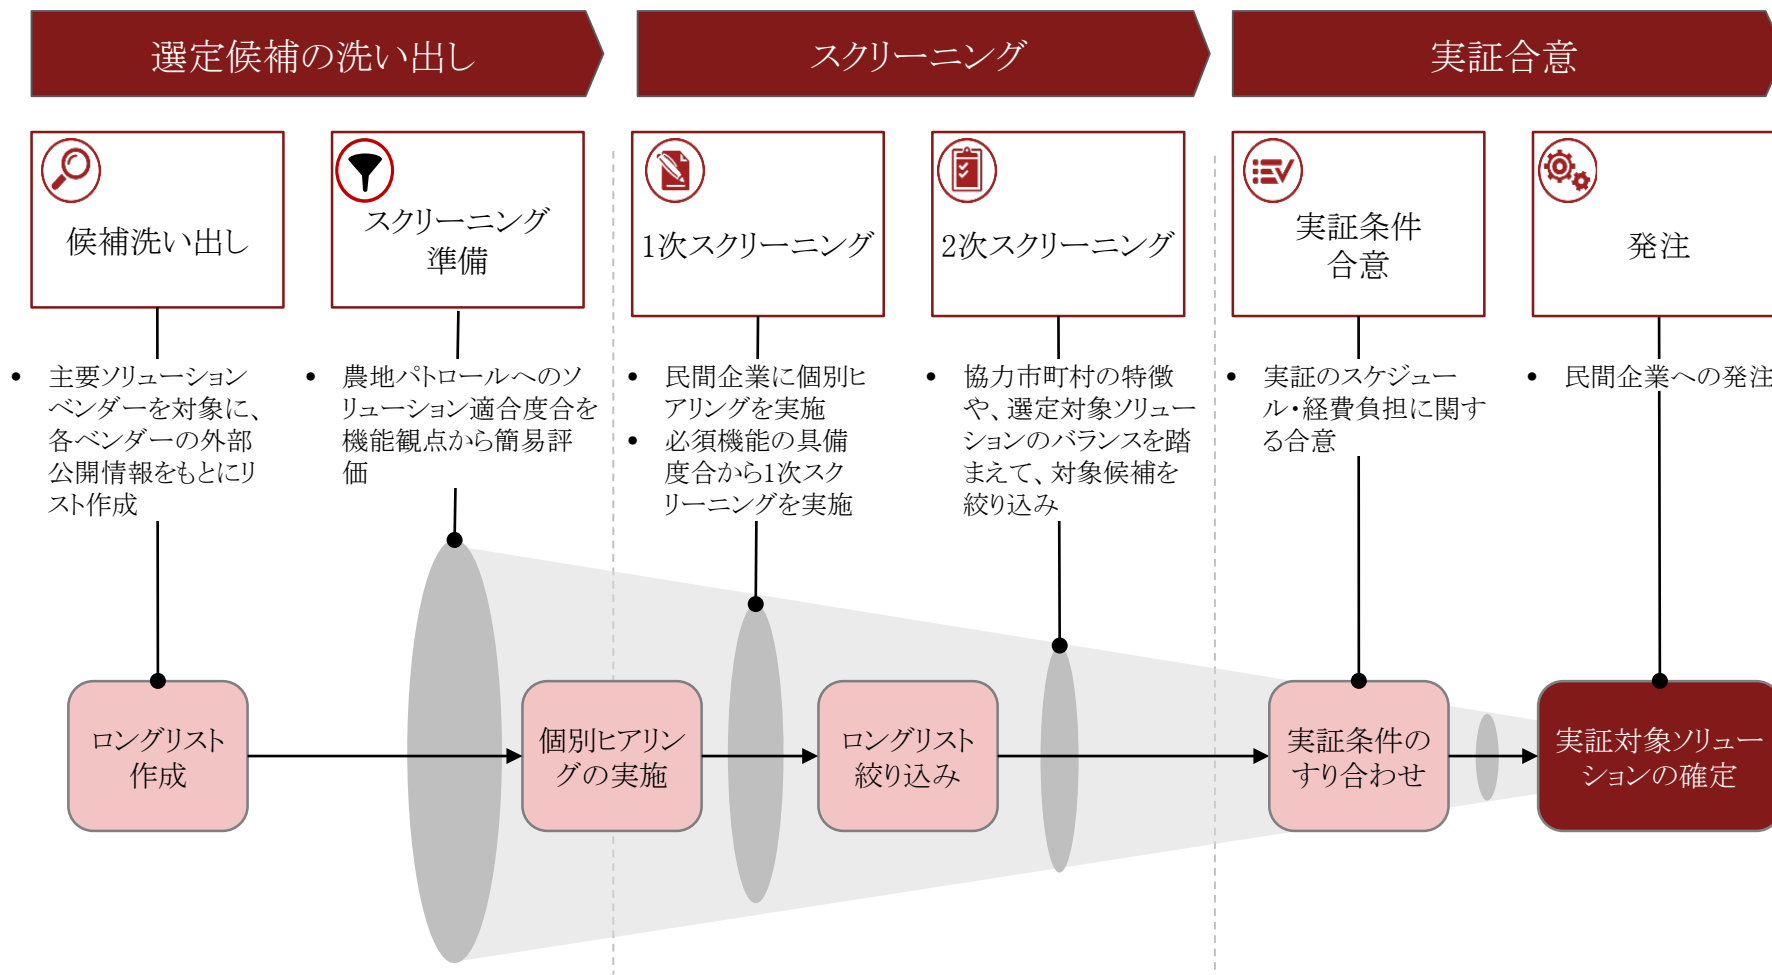 選定候補の洗い出し
スクリーニング
実証合意
候補洗い出し
スクリーニング
準備
1次スクリーニング
2次スクリーニング
実証条件
合意
発注
• 主要ソリューション
ベンダーを対象に、
各ベンダーの外部
公開情報をもとにリ
スト作成
• 農地パトロールへのソ
リューション適合度合を
機能観点から簡易評
価
• 民間企業に個別ヒ
アリングを実施
• 必須機能の具備
度合から1次スク
リーニングを実施
• 協力市町村の特徴
や、選定対象ソリュー
ションのバランスを踏
まえて、対象候補を
絞り込み
• 実証のスケジュー
ル・経費負担に関す
る合意
• 民間企業への発注
ロングリスト
作成
個別ヒアリン
グの実施
ロングリスト
絞り込み
実証条件の
すり合わせ
実証対象ソリュー
ションの確定